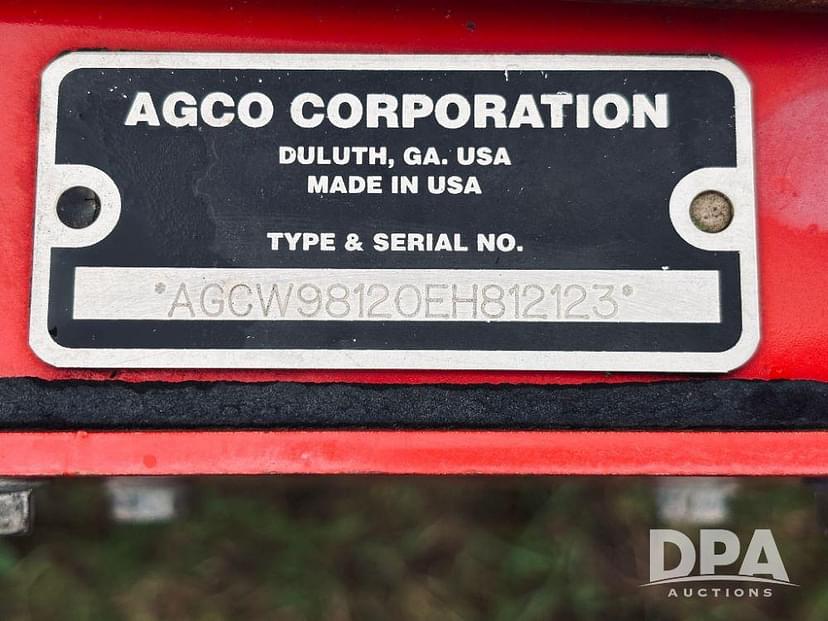 AGCO CORPORATION
DULUTH, GA. USA
MADE IN USA
TYPE & SERIAL NO.
*AGCW98120EH812123*
DPA
AUCTIONS